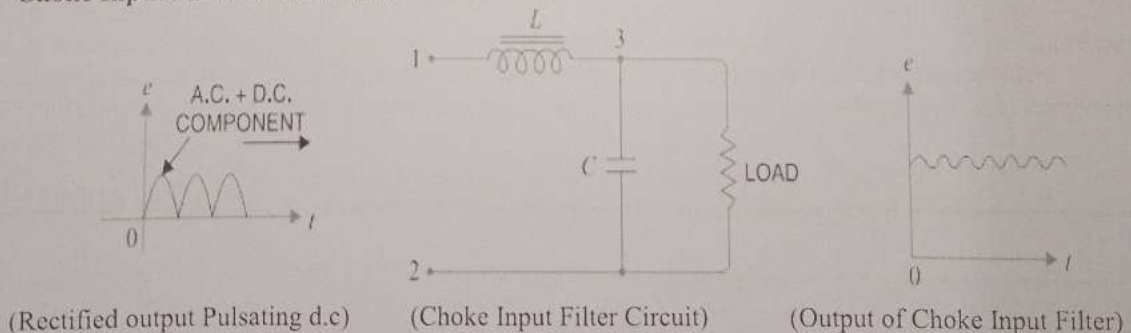 e
A.C. + D.C.
COMPONENT
0
t
L
1
3
C
LOAD
2
e
0
t
(Rectified output Pulsating d.c)
(Choke Input Filter Circuit)
(Output of Choke Input Filter)